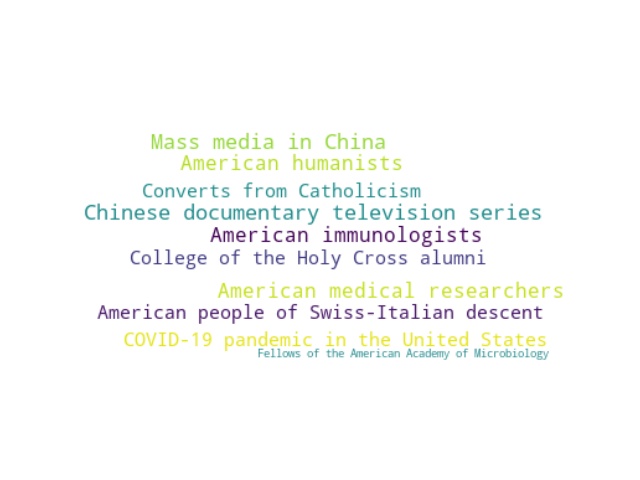 Mass media in China
American humanists
Converts from Catholicism
Chinese documentary television series
American immunologists
College of the Holy Cross alumni
American medical researchers
American people of Swiss-Italian descent
COVID-19 pandemic in the United States
Fellows of the American Academy of Microbiology